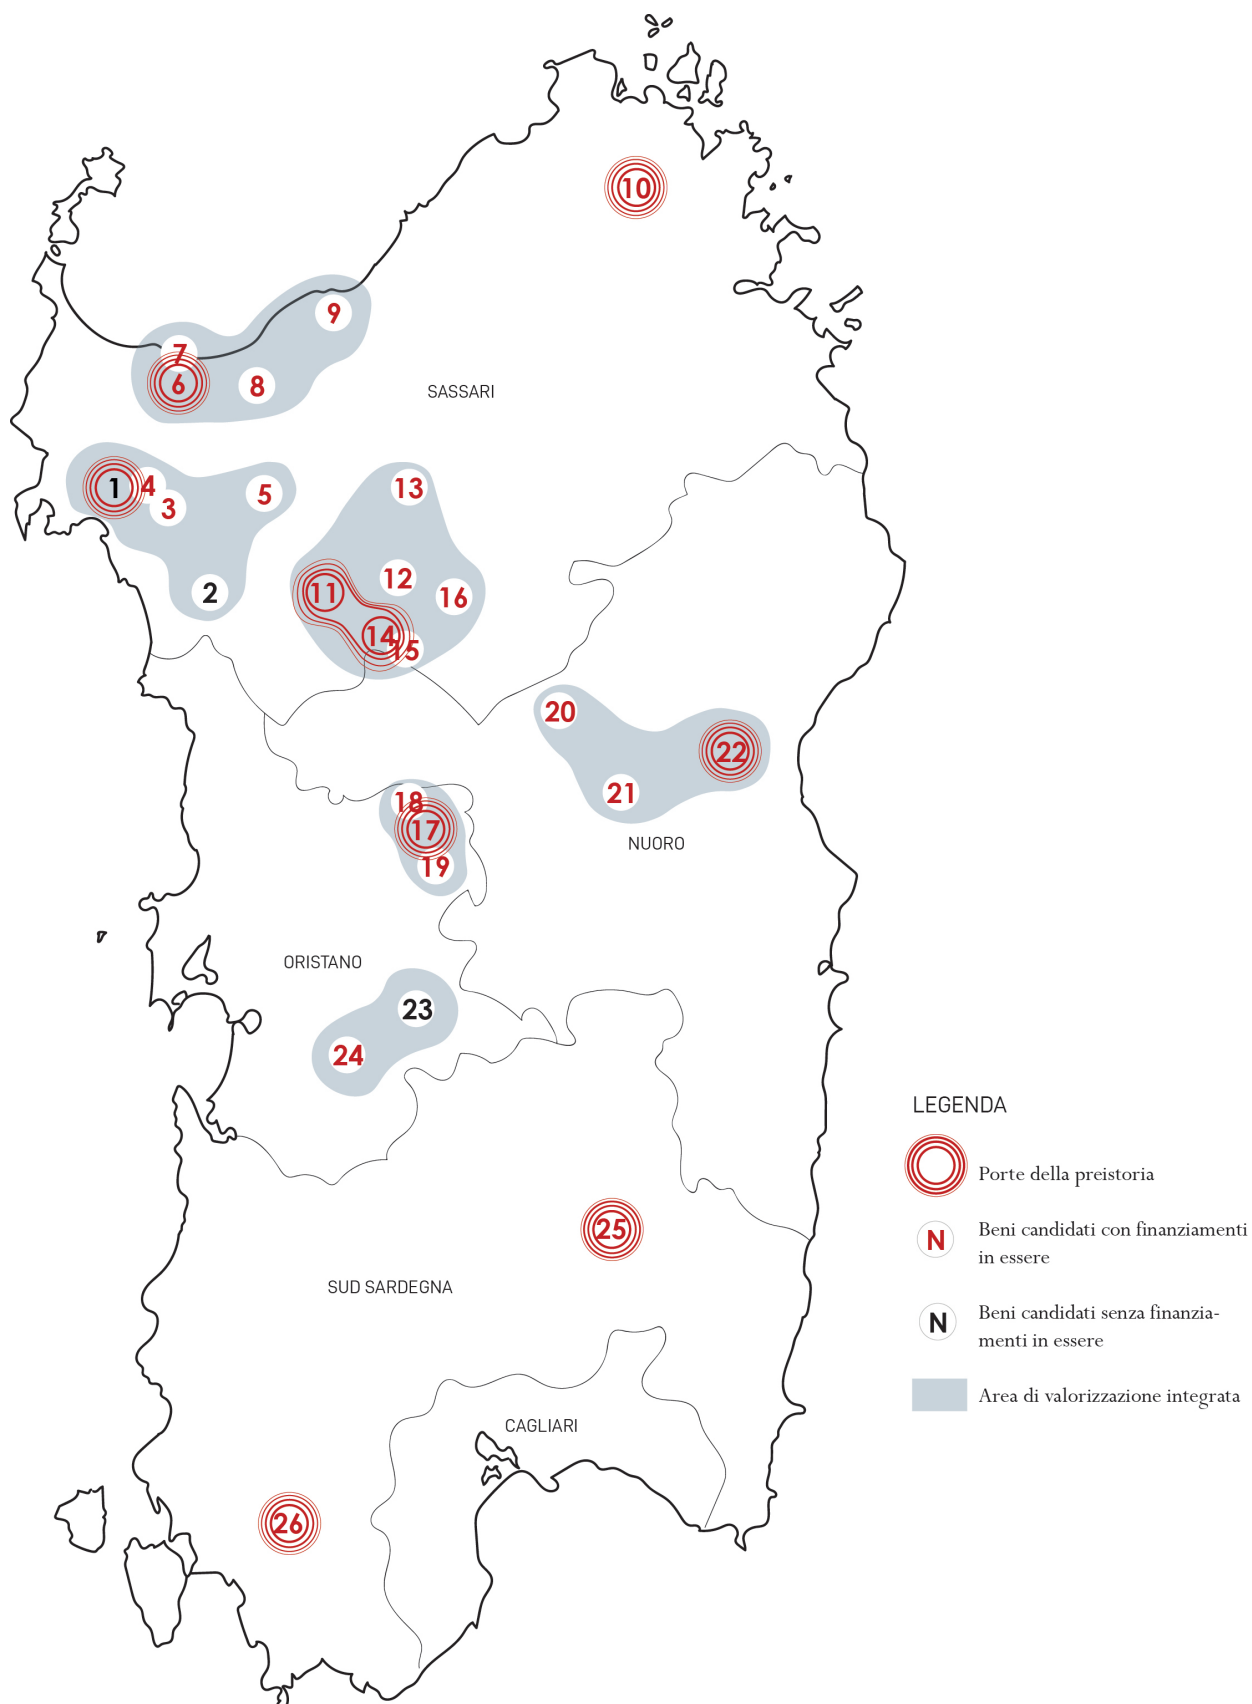 10
9
7
6
8
SASSARI
1
4
3
5
13
2
11
12
16
14
15
20
22
21
18
17
19
NUORO
ORISTANO
23
24
LEGENDA
Porte della preistoria
N
Beni candidati con finanziamenti
in essere
N
Beni candidati senza finanzia-
menti in essere
Area di valorizzazione integrata
25
SUD SARDEGNA
CAGLIARI
26